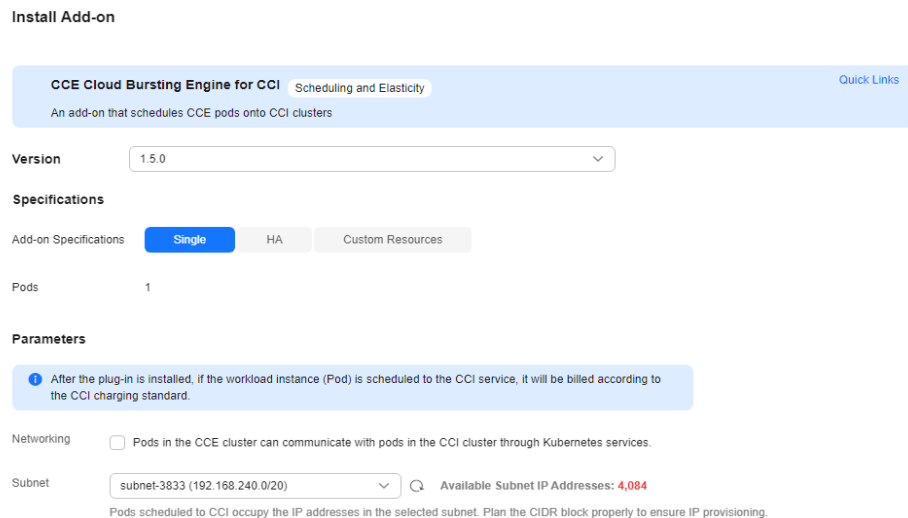 Install Add-on
CCE Cloud Bursting Engine for CCI Scheduling and Elasticity Quick Links
An add-on that schedules CCE pods onto CCI clusters
Version 1.5.0
Specifications
Add-on Specifications Single HA Custom Resources
Pods 1
Parameters
After the plug-in is installed, if the workload instance (Pod) is scheduled to the CCI service, it will be billed according to
the CCI charging standard.
Networking Pods in the CCE cluster can communicate with pods in the CCI cluster through Kubernetes services.
Subnet subnet-3833 (192.168.240.0/20) Available Subnet IP Addresses: 4,084
Pods scheduled to CCI occupy the IP addresses in the selected subnet. Plan the CIDR block properly to ensure IP provisioning.